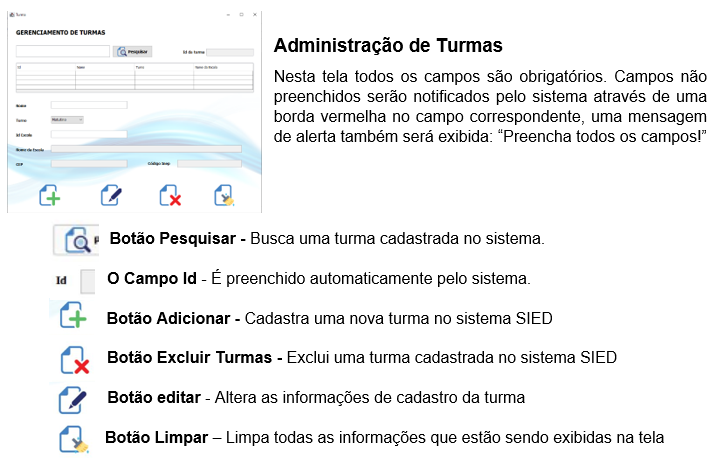 Turma
GERENCIAMENTO DE TURMAS
Pesquisar
Id da turma
Id
Nome
Turno
Nome da Escola
Nome
Turno
Matutino
Id Escola
Nome da Escola
CEP
Código Inep
Administração de Turmas
Nesta tela todos os campos são obrigatórios. Campos não
preenchidos serão notificados pelo sistema através de uma
borda vermelha no campo correspondente, uma mensagem
de alerta também será exibida: “Preencha todos os campos!”
Botão Pesquisar - Busca uma turma cadastrada no sistema.
Id
O Campo Id - É preenchido automaticamente pelo sistema.
Botão Adicionar - Cadastra uma nova turma no sistema SIED
Botão Excluir Turmas - Exclui uma turma cadastrada no sistema SIED
Botão editar - Altera as informações de cadastro da turma
Botão Limpar – Limpa todas as informações que estão sendo exibidas na tela